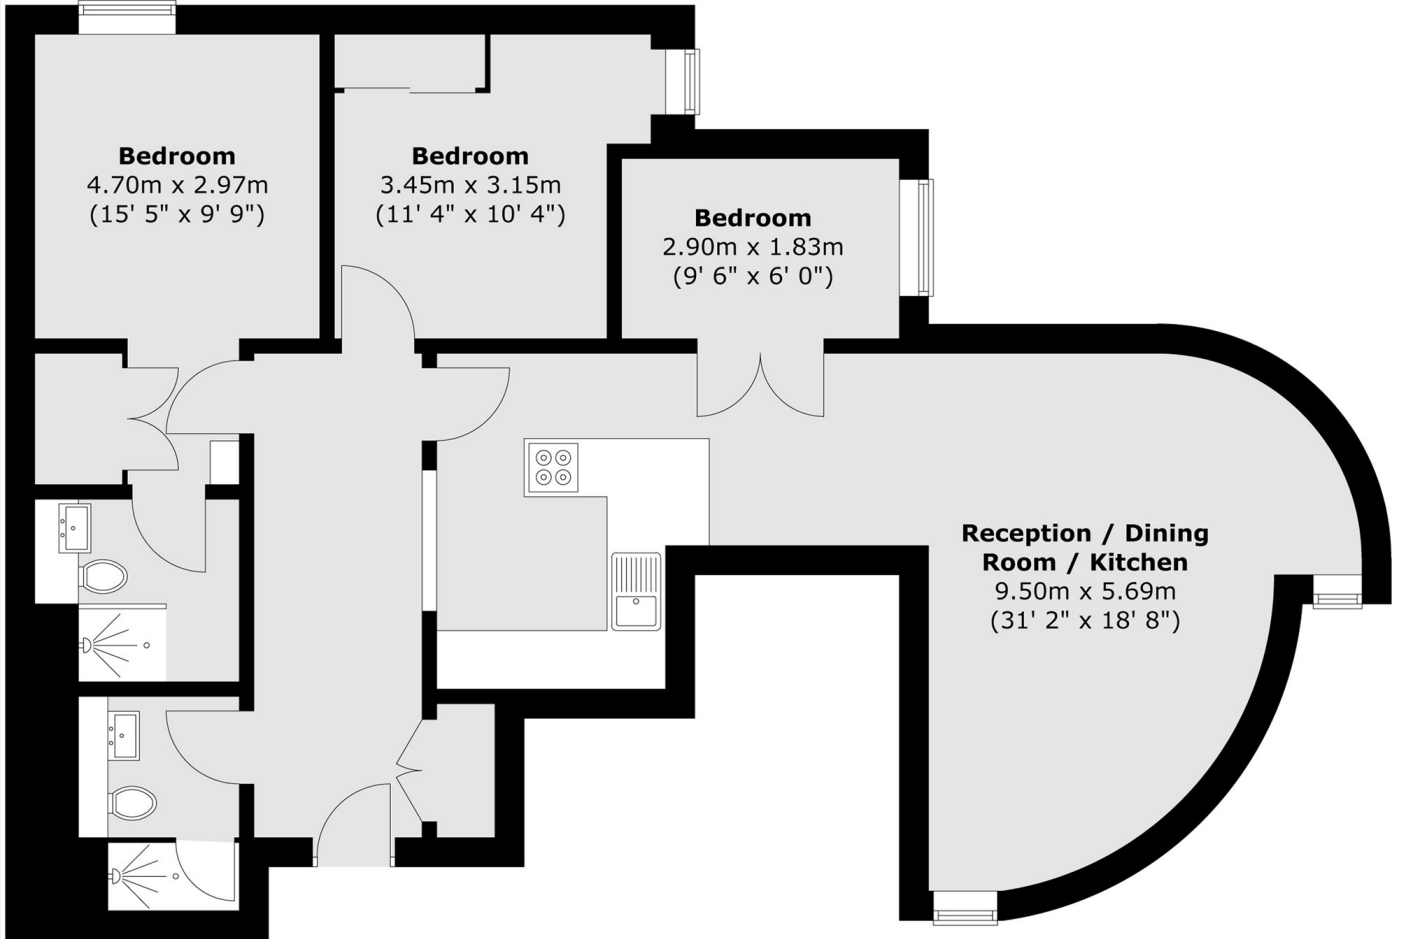 Bedroom
4.70m x 2.97m
(15' 5" x 9' 9")
Bedroom
3.45m x 3.15m
(11' 4" x 10' 4")
Bedroom
2.90m x 1.83m
(9' 6" x 6' 0")
Reception / Dining
Room / Kitchen
9.50m x 5.69m
(31' 2" x 18' 8")